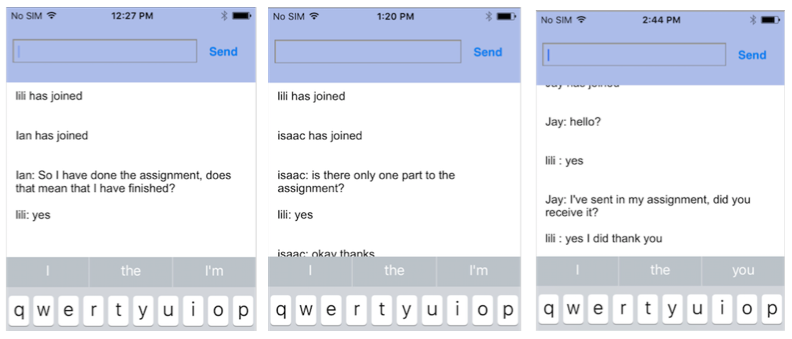 No SIM 12:27 PM
Send
lili has joined
Ian has joined
Ian: So I have done the assignment, does
that mean that I have finished?
lili: yes
I the I'm
q w e r t y u i o p
No SIM 1:20 PM
Send
lili has joined
isaac has joined
isaac: is there only one part to the
assignment?
lili: yes
isaac: okay thanks
I the I'm
q w e r t y u i o p
No SIM 2:44 PM
Send
Jay has joined
Jay: hello?
lili : yes
Jay: I've sent in my assignment, did you
receive it?
lili : yes I did thank you
I the you
q w e r t y u i o p